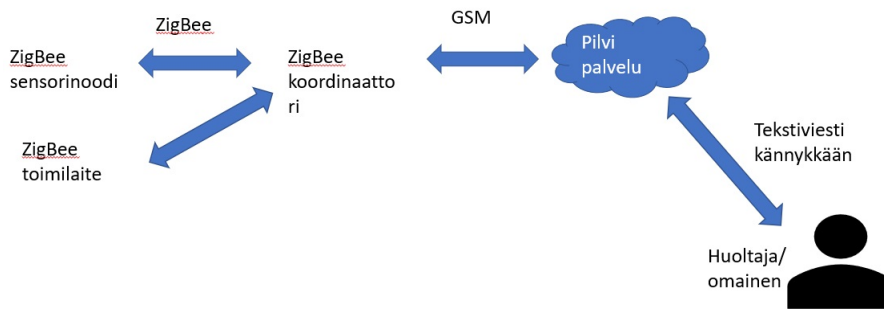 ZigBee
GSM
ZigBee
sensorinoodi
ZigBee
koordinaatto
ri
Pilvi
palvelu
ZigBee
toimilaite
Tekstiviesti
kännykkään
Huoltaja/
omainen